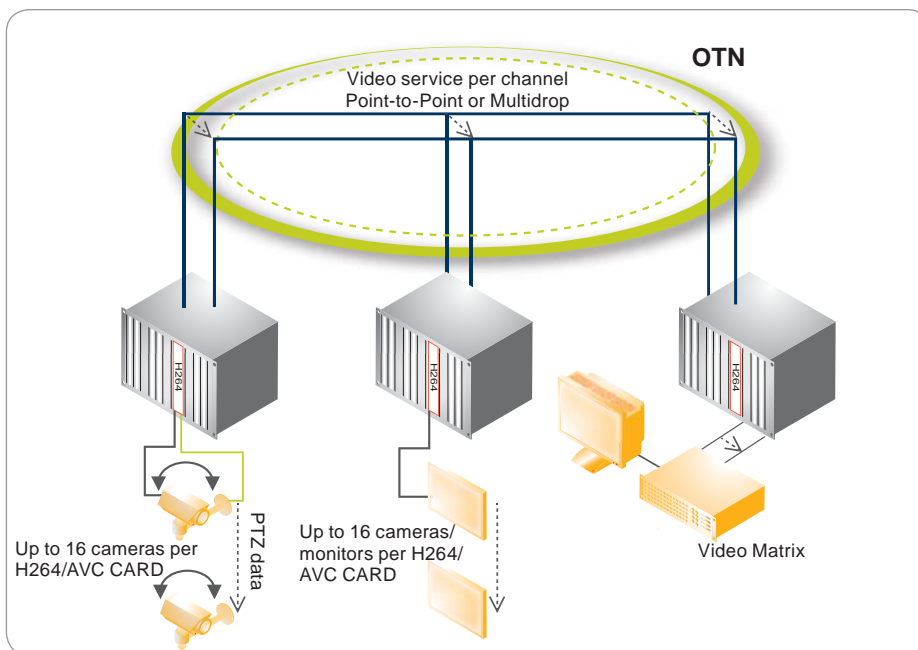 OTN
Video service per channel
Point-to-Point or Multidrop
H264
H264
H264
PTZ data
Up to 16 cameras per
H264/AVC CARD
Up to 16 cameras/
monitors per H264/
AVC CARD
Video Matrix